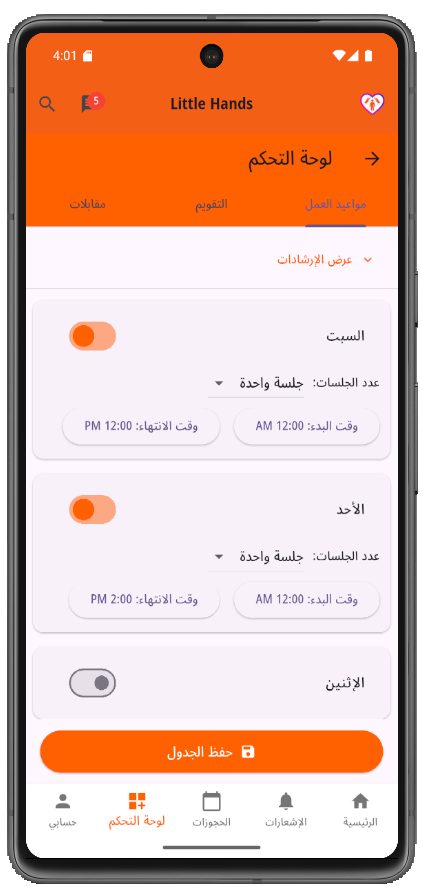 4:01
5
Little Hands
لوحة التحكم
مواعيد العمل التقويم مقابلات
عرض الإرشادات
السبت
عدد الجلسات: جلسة واحدة
وقت البدء: 12:00 AM وقت الانتهاء: 12:00 PM
الأحد
عدد الجلسات: جلسة واحدة
وقت البدء: 12:00 AM وقت الانتهاء: 2:00 PM
الإثنين
حفظ الجدول
الرئيسية الإشعارات الحجوزات لوحة التحكم حسابي